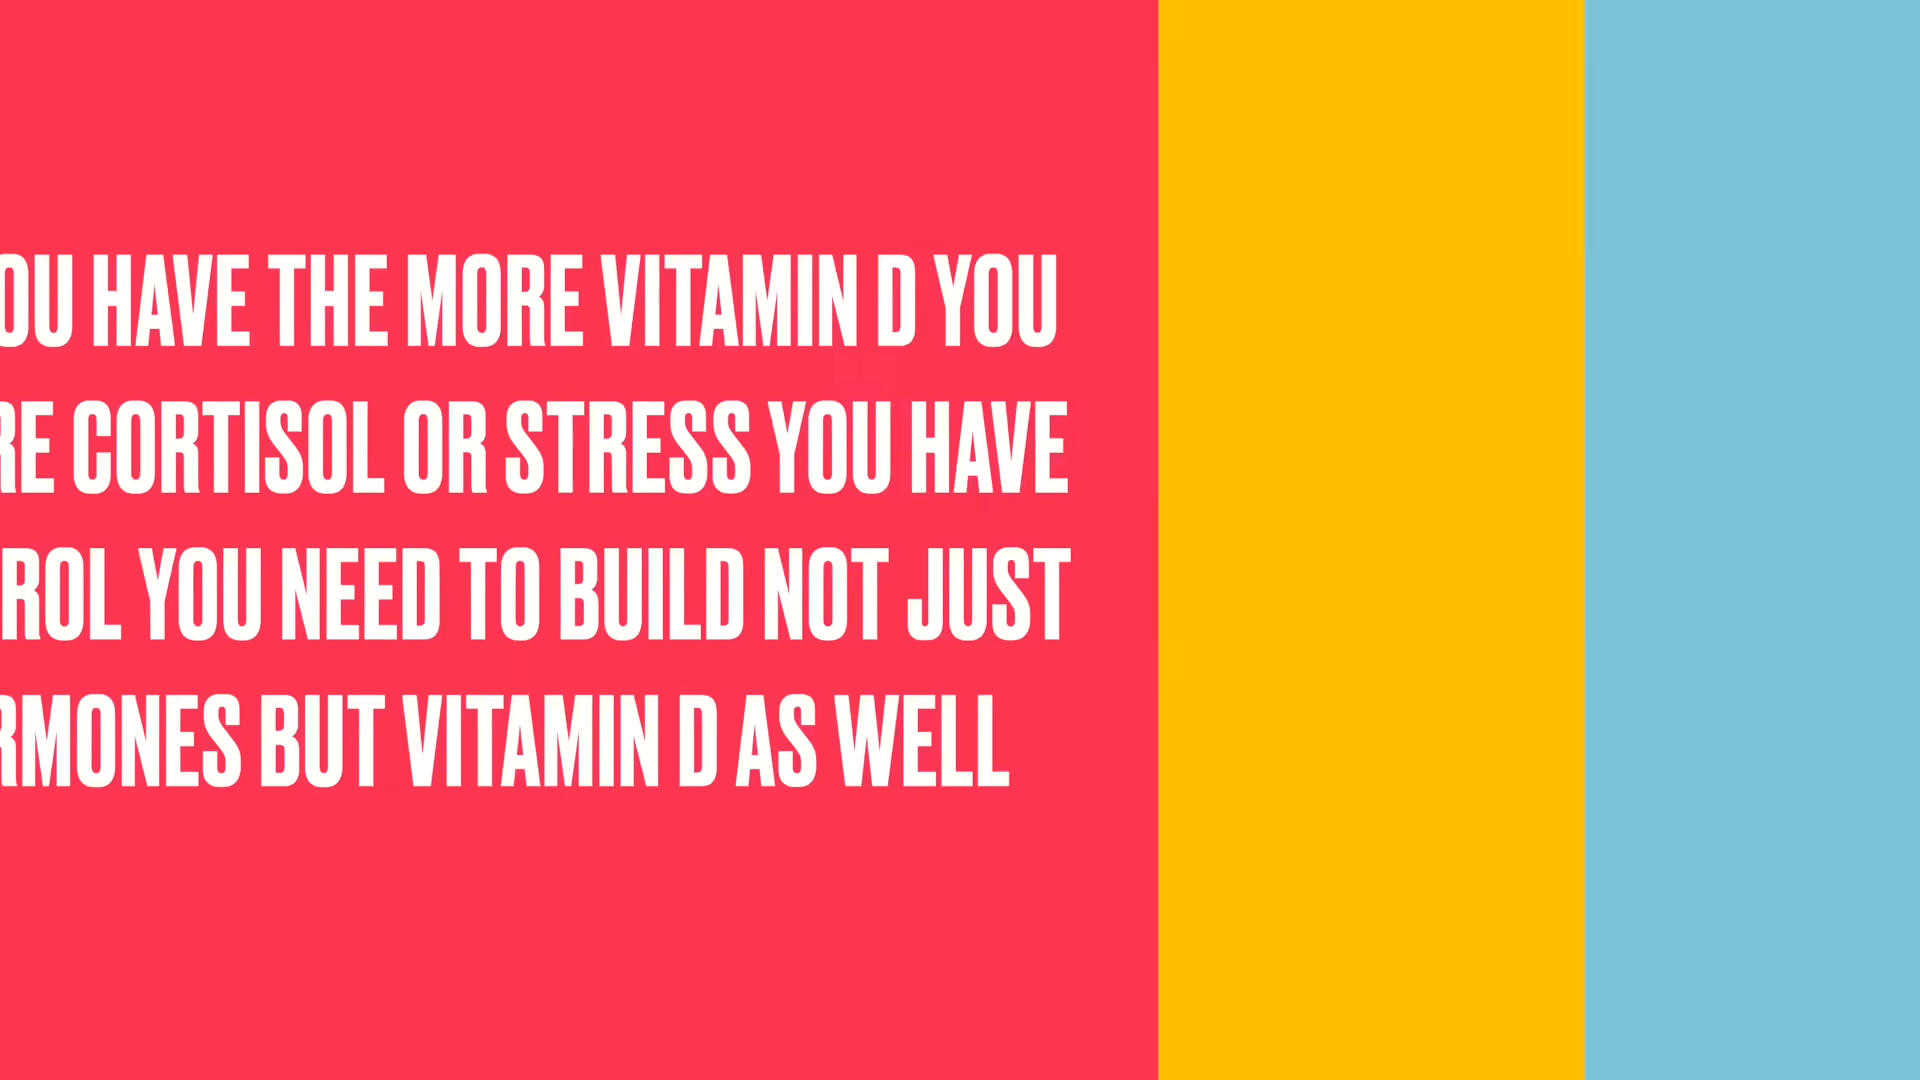 OU HAVE THE MORE VITAMIN D YOU
RE CORTISOL OR STRESS YOU HAVE
ROL YOU NEED TO BUILD NOT JUST
RMONES BUT VITAMIN D AS WELL